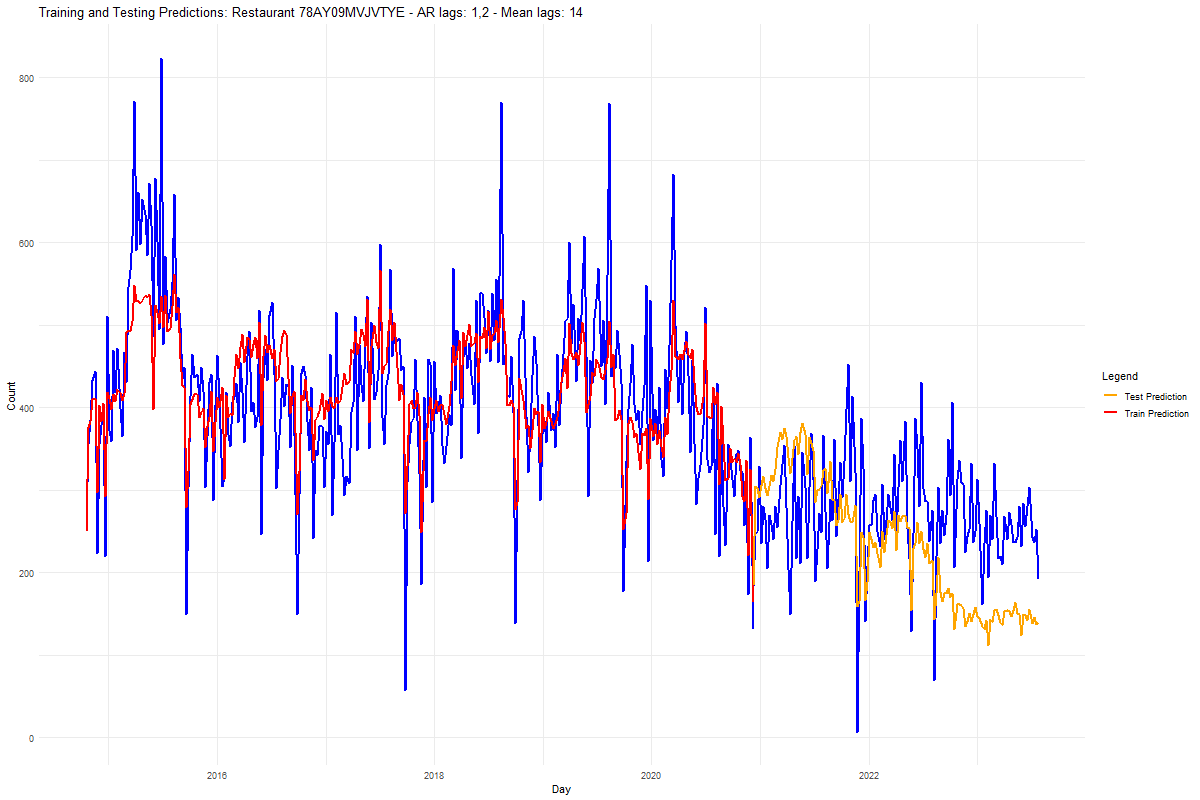 Training and Testing Predictions: Restaurant 78AY09MVJVTYE - AR lags: 1,2 - Mean lags: 14
800
600
400
200
0
Count
2016
2018
2020
2022
Day
Legend
Test Prediction
Train Prediction